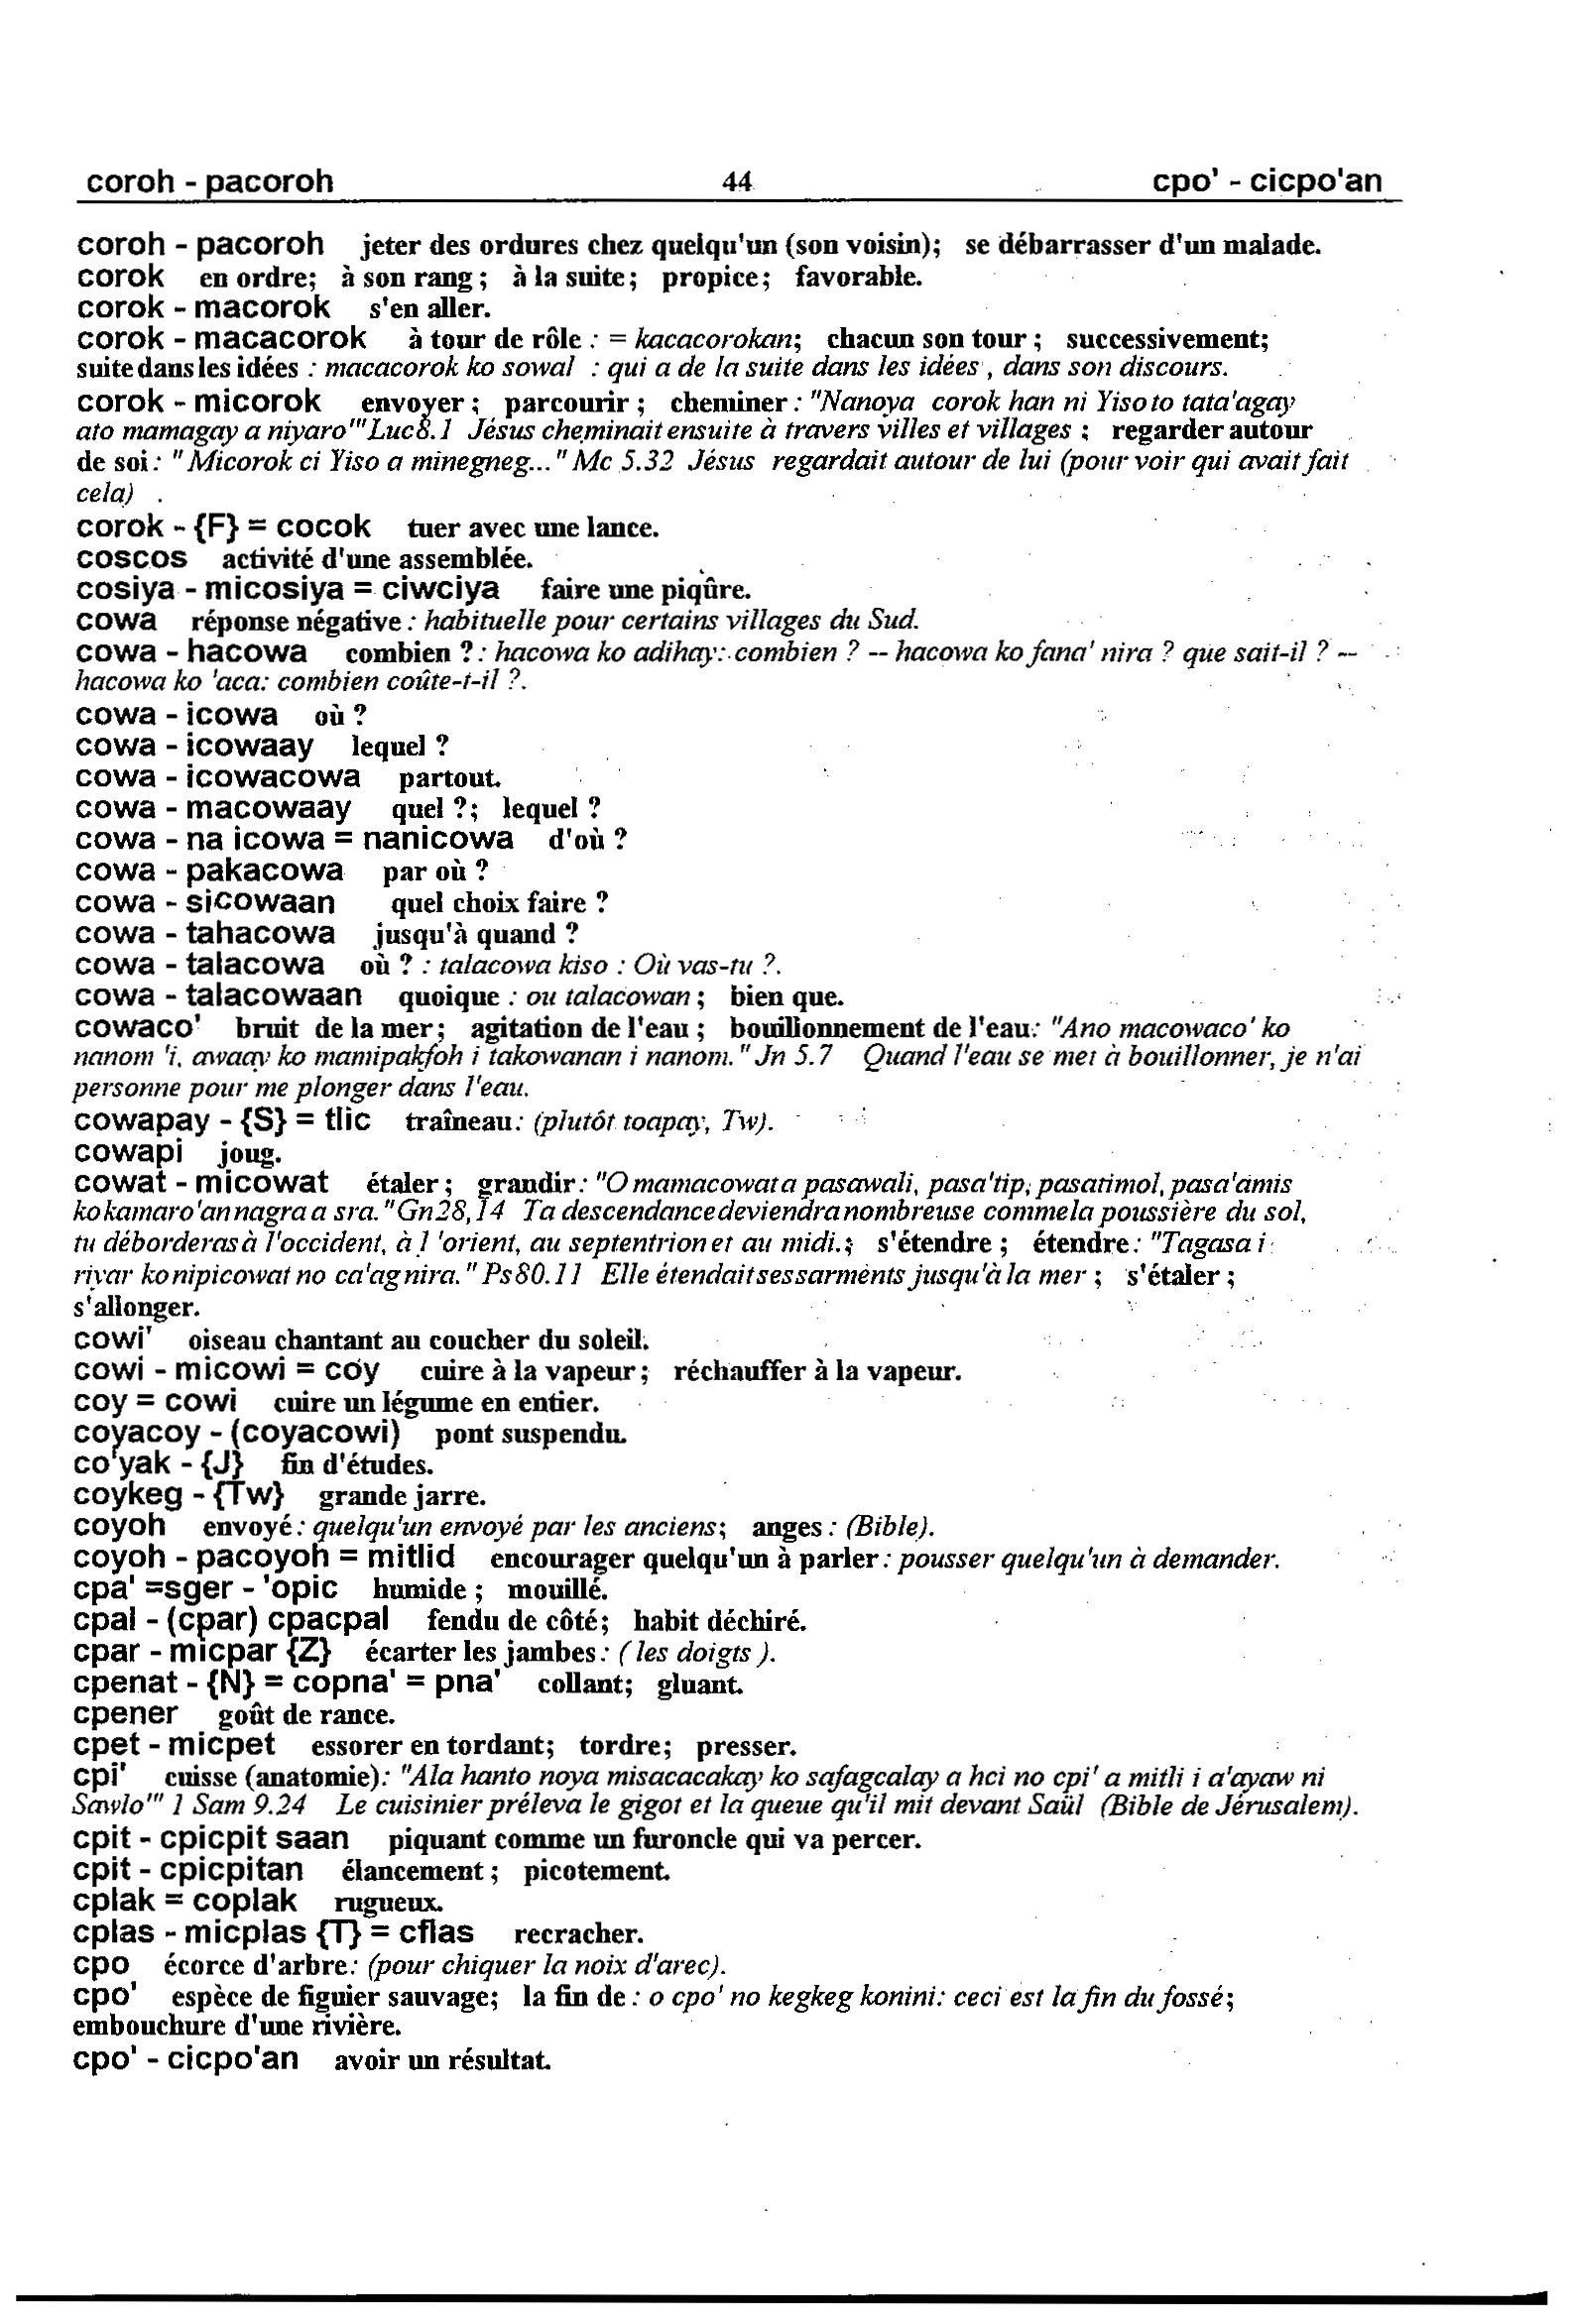 coroh - pacoroh 44 cpo' - cicpo'an
coroh - pacoroh jeter des ordures chez quelqu'un (son voisin); se débarrasser d'un malade.
corok en ordre; à son rang ; à la suite; propice; favorable.
corok - macorok s'en aller.
corok - macacorok à tour de rôle : = kacacorokan; chacun son tour ; successivement;
suite dans les idées : macacorok ko sowal : qui a de la suite dans les idées , dans son discours.
corok - micorok envoyer ; parcourir ; cheminer : "Nanoya corok han ni Yiso to tata'agay
ato mamagay a niyaro'"Luc8.1 Jésus cheminait ensuite à travers villes et villages ; regarder autour
de soi : "Micorok ci Yiso a minegneg... "Mc 5.32 Jésus regardait autour de lui (pour voir qui avait fait
cela) .
corok - {F} = cocok tuer avec une lance.
coscos activité d'une assemblée.
cosiya - micosiya = ciwciya faire une piqûre.
cowa réponse négative : habituelle pour certains villages du Sud.
cowa - hacowa combien ? : hacowa ko adihay: combien ? -- hacowa ko fana' nira ? que sait-il ? --
hacowa ko 'aca: combien coûte-t-il ?.
cowa - icowa où ?
cowa - icowaay lequel ?
cowa - icowacowa partout.
cowa - macowaay quel ?; lequel ?
cowa - na icowa = nanicowa d'où ?
cowa - pakacowa par où ?
cowa - sicowaan quel choix faire ?
cowa - tahacowa jusqu'à quand ?
cowa - talacowa où ? : talacowa kiso : Où vas-tu ?.
cowa - talacowaan quoique : ou talacowan ; bien que.
cowaco' bruit de la mer; agitation de l'eau ; bouillonnement de l'eau: "Ano macowaco' ko
nanom 'i, awaay ko mamipakfoh i takowanan i nanom. " Jn 5.7 Quand l'eau se met à bouillonner, je n'ai
personne pour me plonger dans l'eau.
cowapay - {S} = tlic traîneau: (plutôt toapay, Tw).
cowapi joug.
cowat - micowat étaler ; grandir : "O mamacowat a pasawali, pasa'tip, pasatimol, pasa'amis
ko kamaro'an nagra a sra. "Gn28,14 Ta descendance deviendra nombreuse comme la poussière du sol,
tu déborderas à l'occident, à l 'orient, au septentrion et au midi.; s'étendre ; étendre : "Tagasa i
riyar ko nipicowat no ca'ag nira. " Ps80.11 Elle étendait ses sarments jusqu'à la mer ; s'étaler ;
s'allonger.
cowi' oiseau chantant au coucher du soleil.
cowi - micowi = coy cuire à la vapeur ; réchauffer à la vapeur.
coy = cowi cuire un légume en entier.
coyacoy - (coyacowi) pont suspendu.
co'yak - {J} fin d'études.
coykeg - {Tw} grande jarre.
coyoh envoyé : quelqu'un envoyé par les anciens; anges : (Bible).
coyoh - pacoyoh = mitlid encourager quelqu'un à parler : pousser quelqu'un à demander.
cpa' =sger - 'opic humide ; mouillé.
cpal - (cpar) cpacpal fendu de côté; habit déchiré.
cpar - micpar {Z} écarter les jambes : ( les doigts ).
cpenat - {N} = copna' = pna' collant; gluant.
cpener goût de rance.
cpet - micpet essorer en tordant; tordre; presser.
cpi' cuisse (anatomie): "Ala hanto noya misacacakay ko safagcalay a hci no cpi' a mitli i a'ayaw ni
Sawlo'" 1 Sam 9.24 Le cuisinier préleva le gigot et la queue qu'il mit devant Saül (Bible de Jérusalem).
cpit - cpicpit saan piquant comme un furoncle qui va percer.
cpit - cpicpitan élancement ; picotement.
cplak = coplak rugueux.
cplas - micplas {T} = cflas recracher.
cpo écorce d'arbre: (pour chiquer la noix d'arec).
cpo' espèce de figuier sauvage; la fin de : o cpo' no kegkeg konini: ceci est la fin du fossé;
embouchure d'une rivière.
cpo' - cicpo'an avoir un résultat.